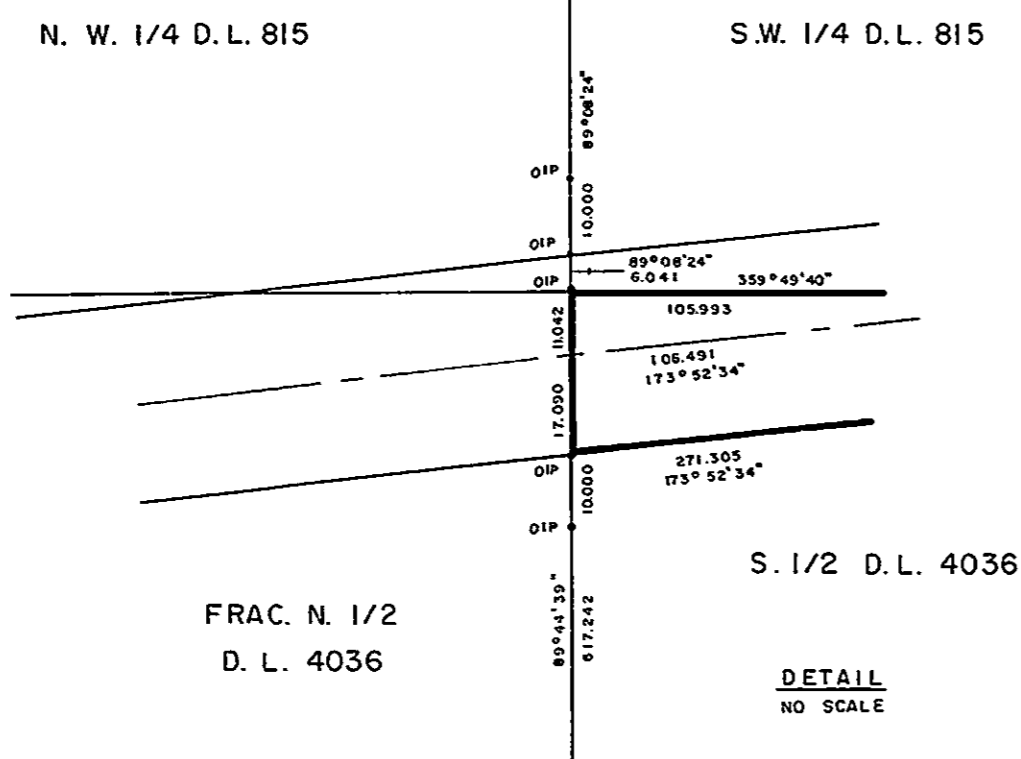 N. W. 1/4 D.L. 815
S.W. 1/4 D.L. 815
89°08'24"
OIP
10.000
OIP
89°08'24"
6.041
359°49'40"
OIP
105.993
11.042
106.491
173°52'34"
17.090
271.305
173°52'34"
OIP
10.000
OIP
S. 1/2 D.L. 4036
89°44'39"
617.242
FRAC. N. 1/2
D. L. 4036
DETAIL
NO SCALE